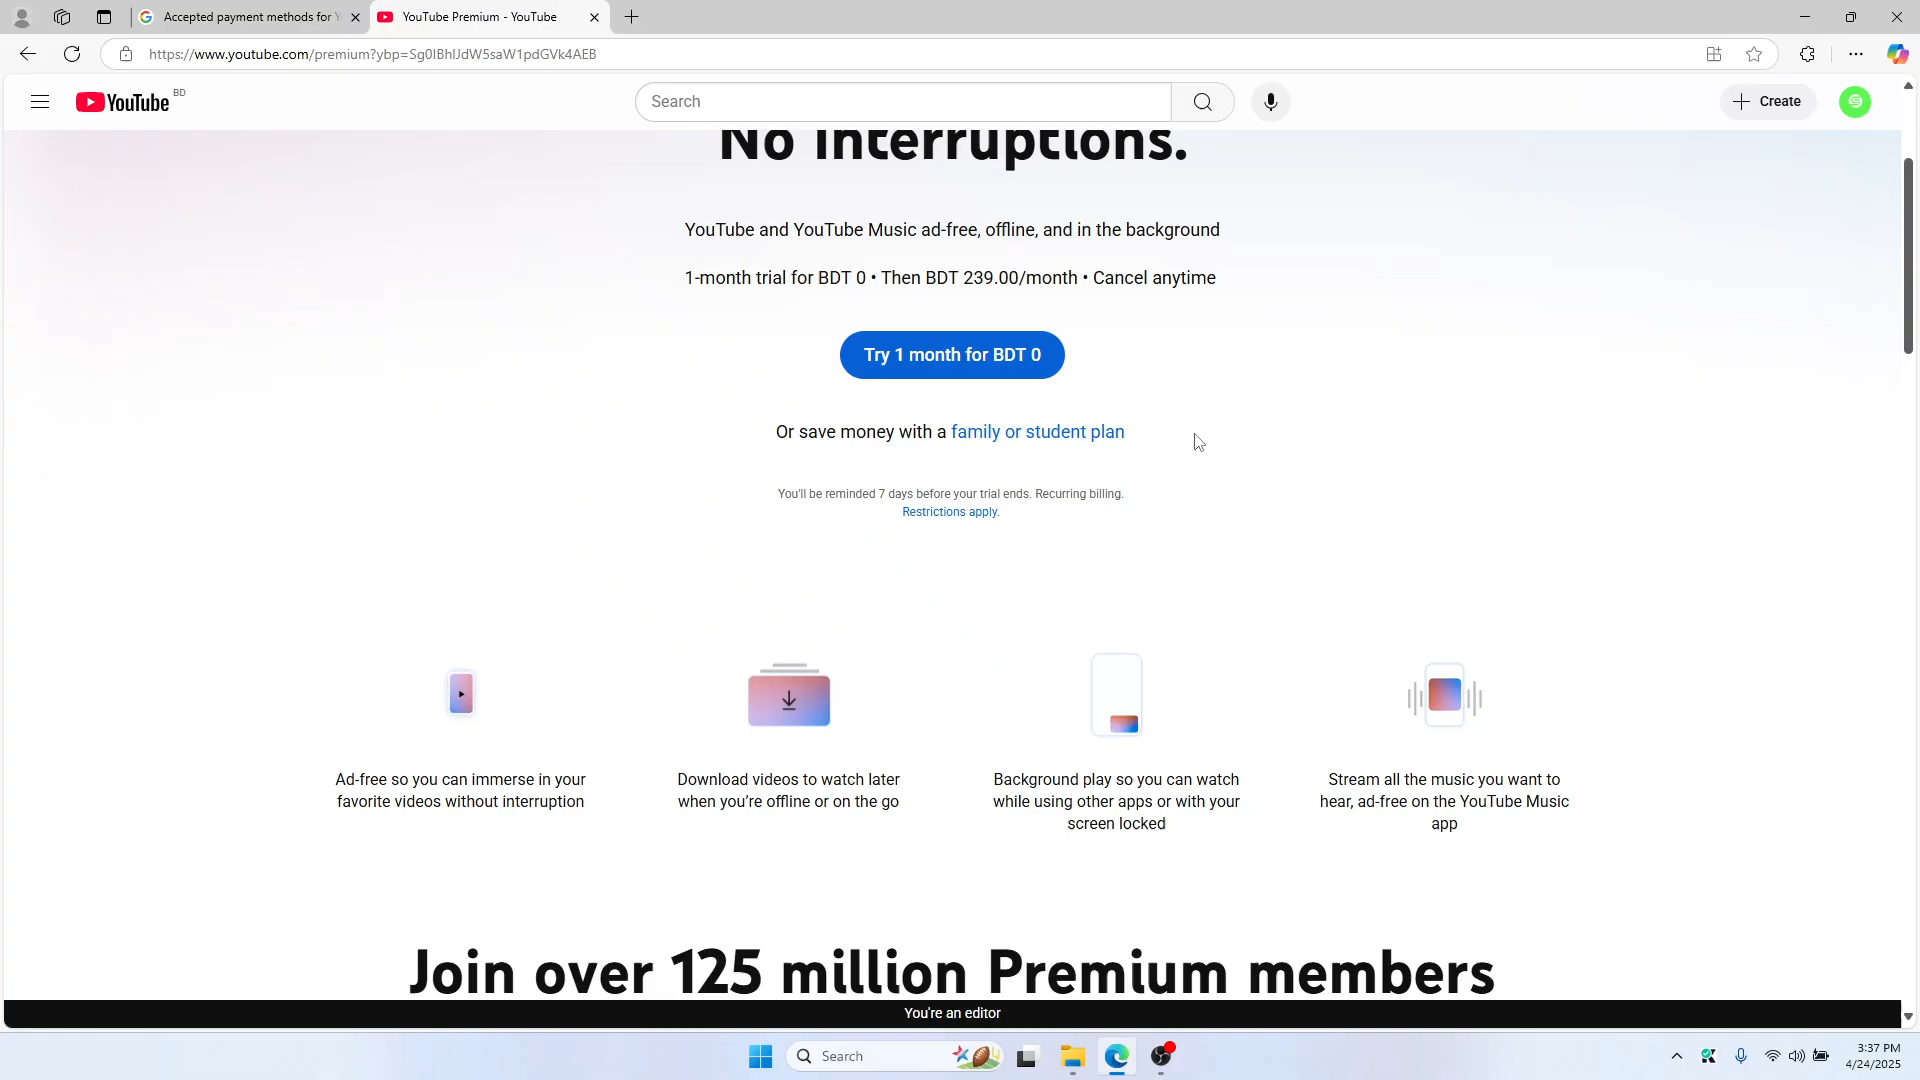 Accepted payment methods for Y
YouTube Premium - YouTube
https://www.youtube.com/premium?ybp=Sg0IBhIJdW5saW1pdGVk4AEB
YouTube BD
Search
Create
No interruptions.
YouTube and YouTube Music ad-free, offline, and in the background
1-month trial for BDT 0 • Then BDT 239.00/month • Cancel anytime
Try 1 month for BDT 0
Or save money with a family or student plan
You'll be reminded 7 days before your trial ends. Recurring billing.
Restrictions apply.
Ad-free so you can immerse in your
favorite videos without interruption
Download videos to watch later
when you’re offline or on the go
Background play so you can watch
while using other apps or with your
screen locked
Stream all the music you want to
hear, ad-free on the YouTube Music
app
Join over 125 million Premium members
You're an editor
Search
3:37 PM
4/24/2025